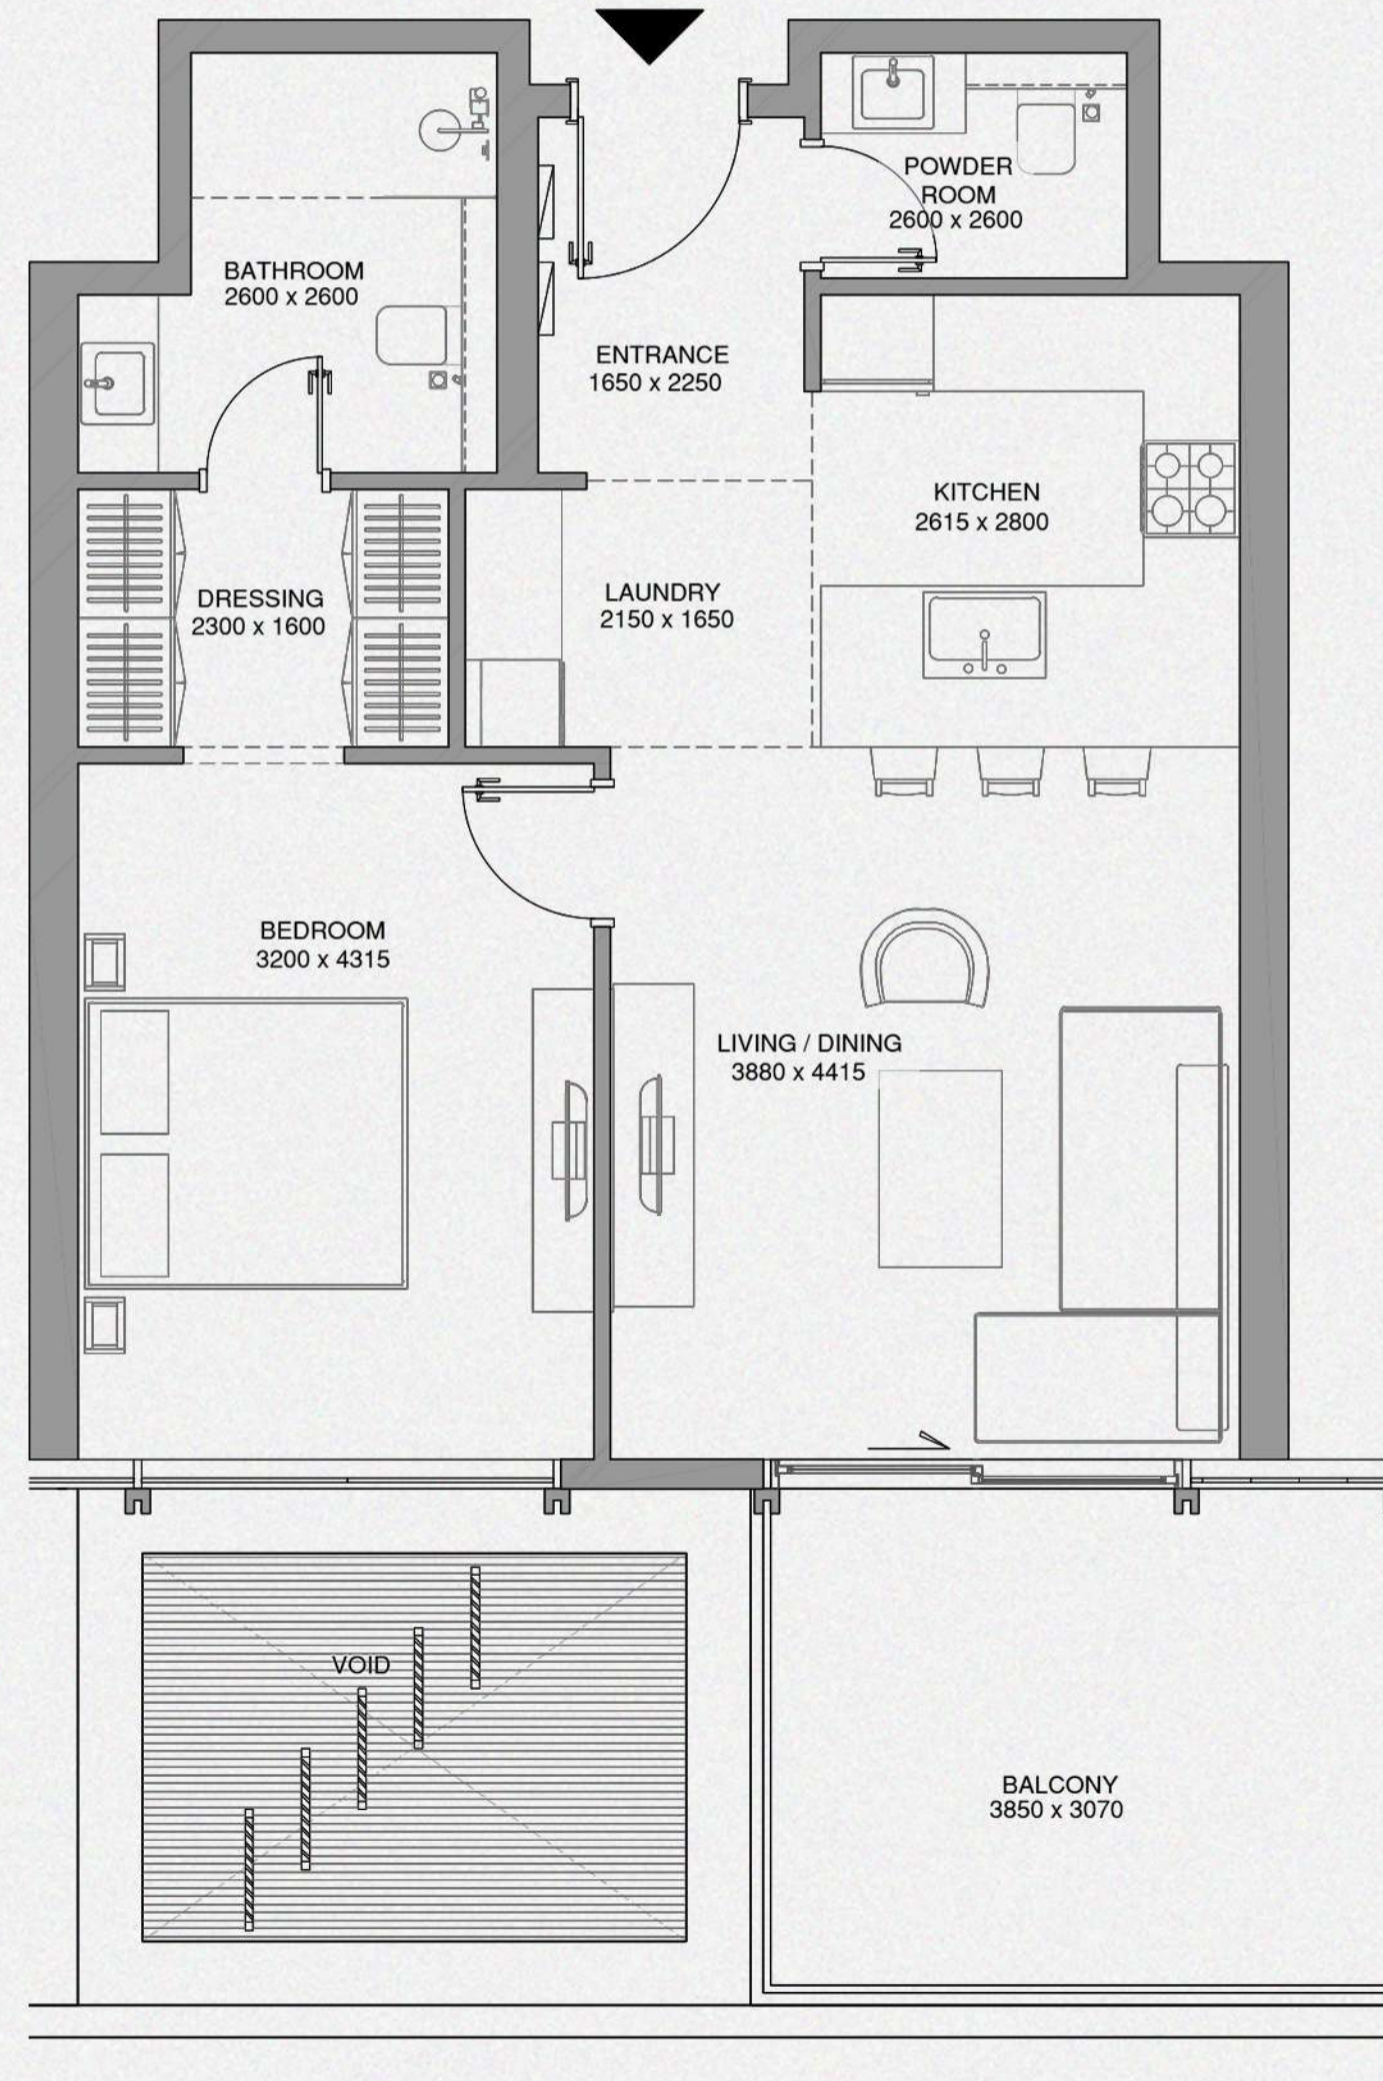 POWDER
ROOM
2600 x 2600
BATHROOM
2600 x 2600
ENTRANCE
1650 x 2250
KITCHEN
2615 x 2800
DRESSING
2300 x 1600
LAUNDRY
2150 x 1650
BEDROOM
3200 x 4315
LIVING / DINING
3880 x 4415
VOID
BALCONY
3850 x 3070